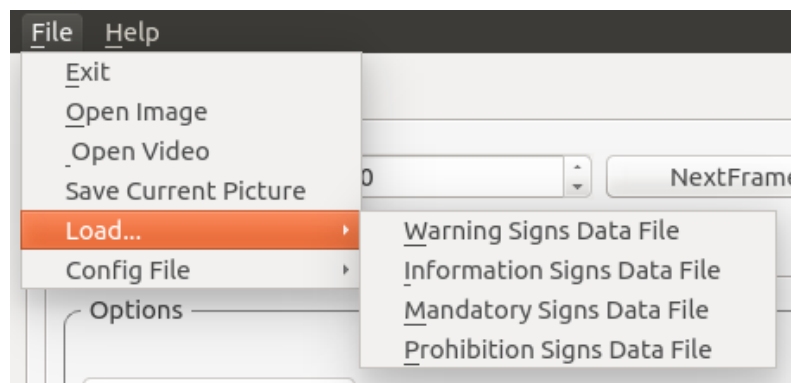 File Help
Exit
Open Image
Open Video
Save Current Picture
0
NextFrame
Load...
Warning Signs Data File
Config File
Information Signs Data File
Options
Mandatory Signs Data File
Prohibition Signs Data File